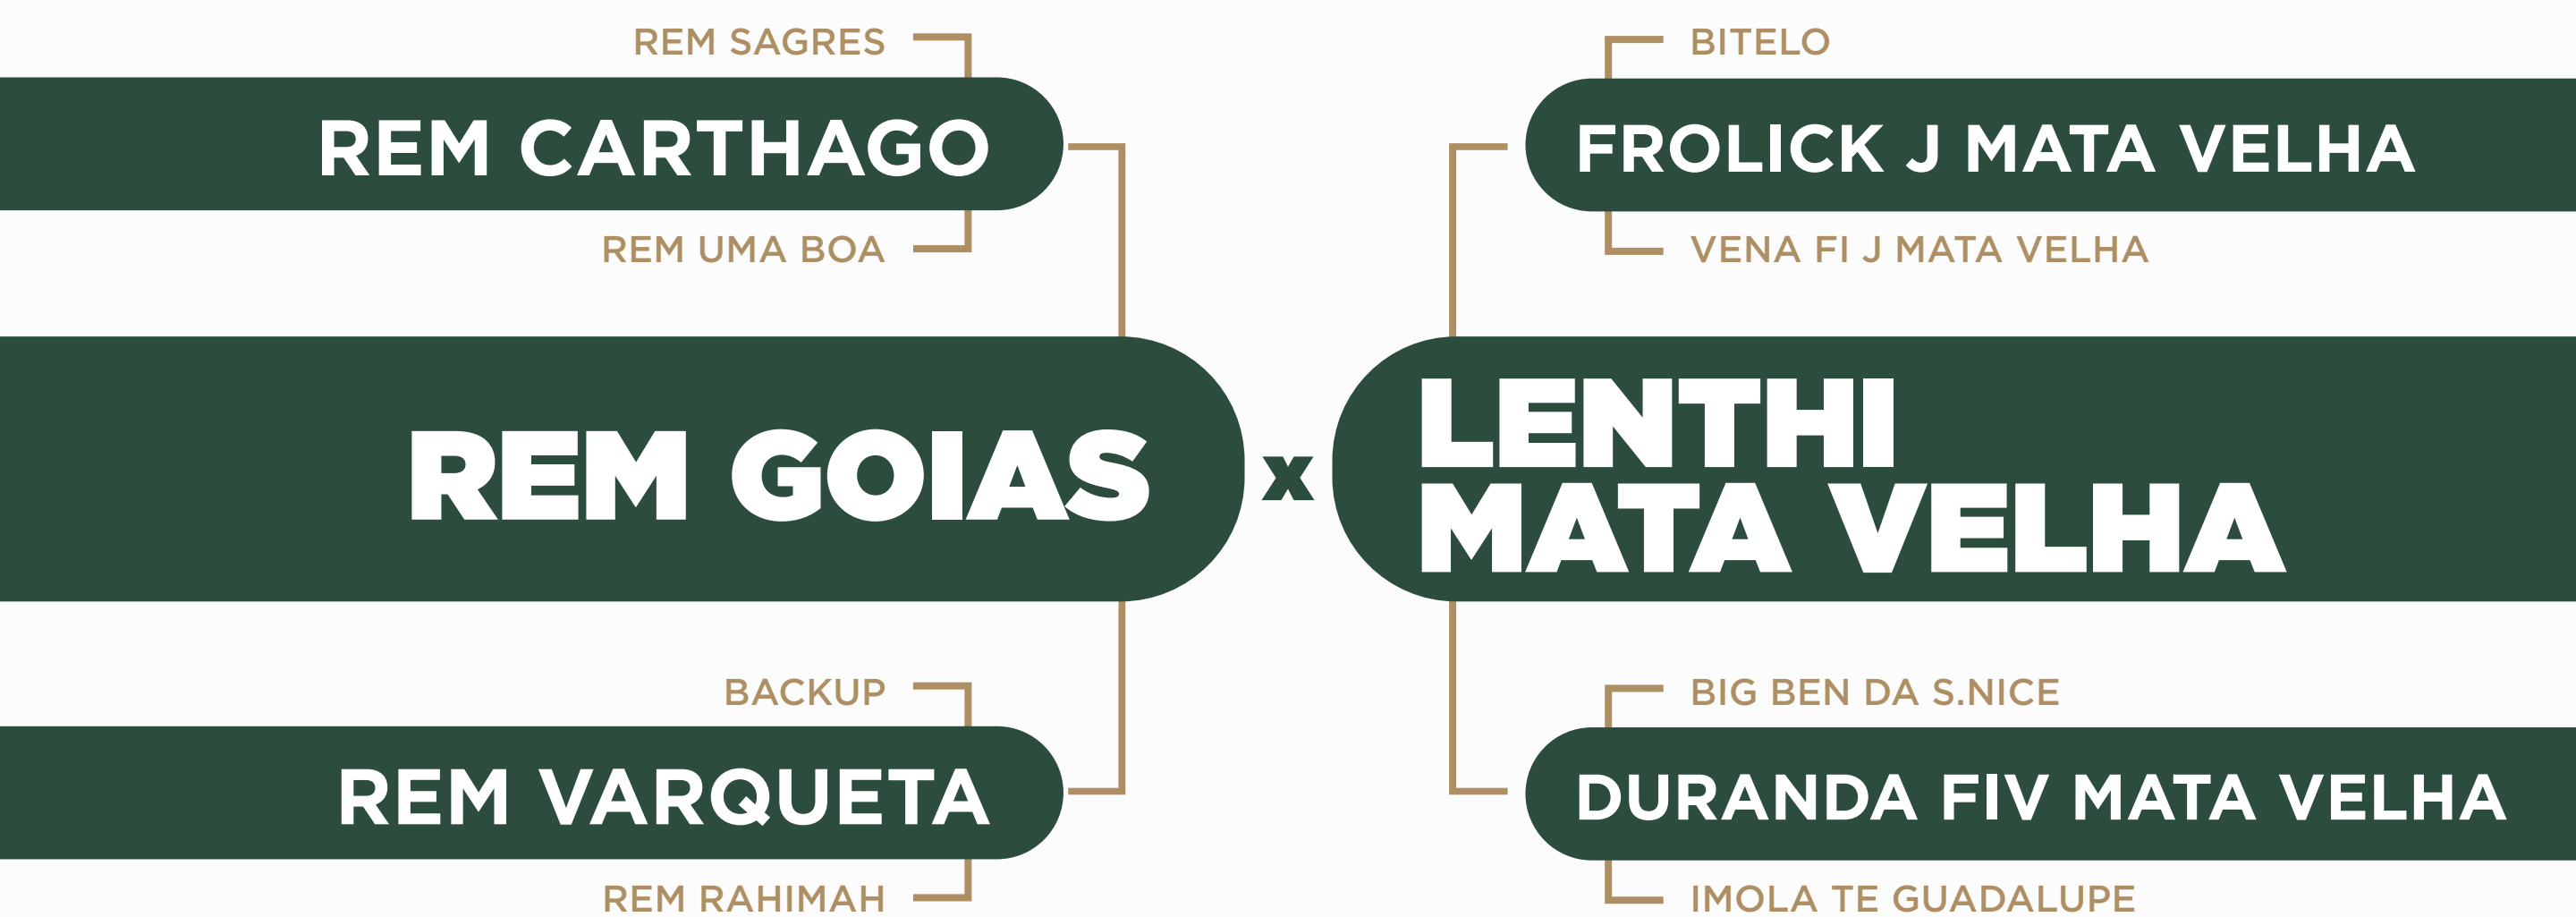 REM SAGRES
REM CARTHAGO
REM UMA BOA
REM GOIAS
BACKUP
REM VARQUETA
REM RAHIMAH
x
BITELO
FROLICK J MATA VELHA
VENA FI J MATA VELHA
LENTHI
MATA VELHA
BIG BEN DA S.NICE
DURANDA FIV MATA VELHA
IMOLA TE GUADALUPE